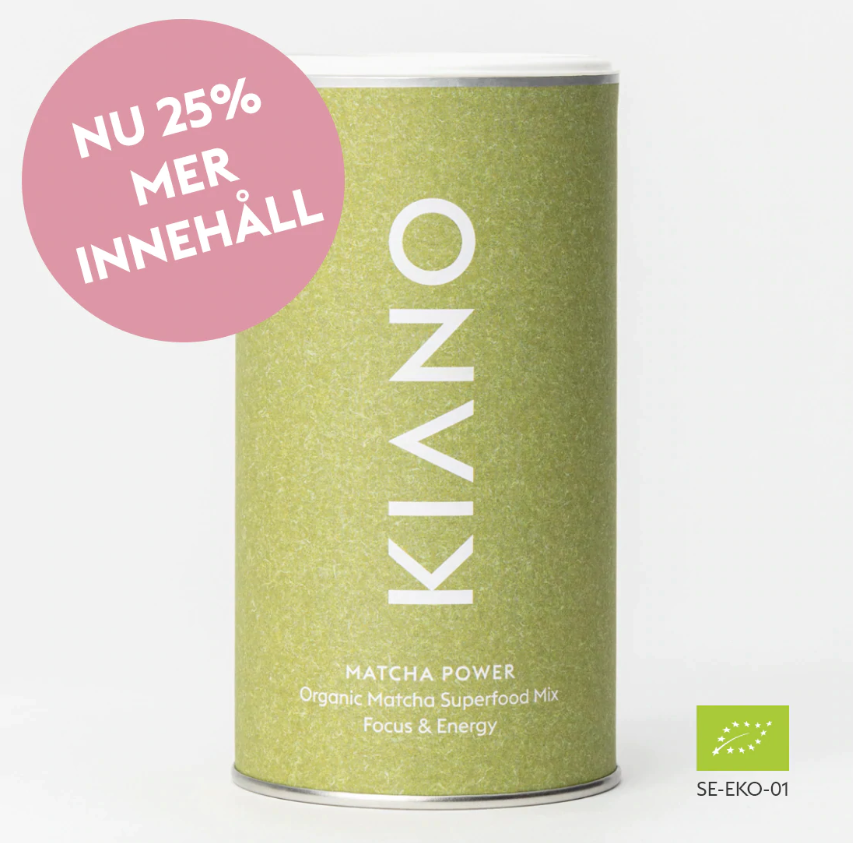 NU 25%
MER
INNEHÅLL
KIANO
MATCHA POWER
Organic Matcha Superfood Mix
Focus & Energy
SE-EKO-01